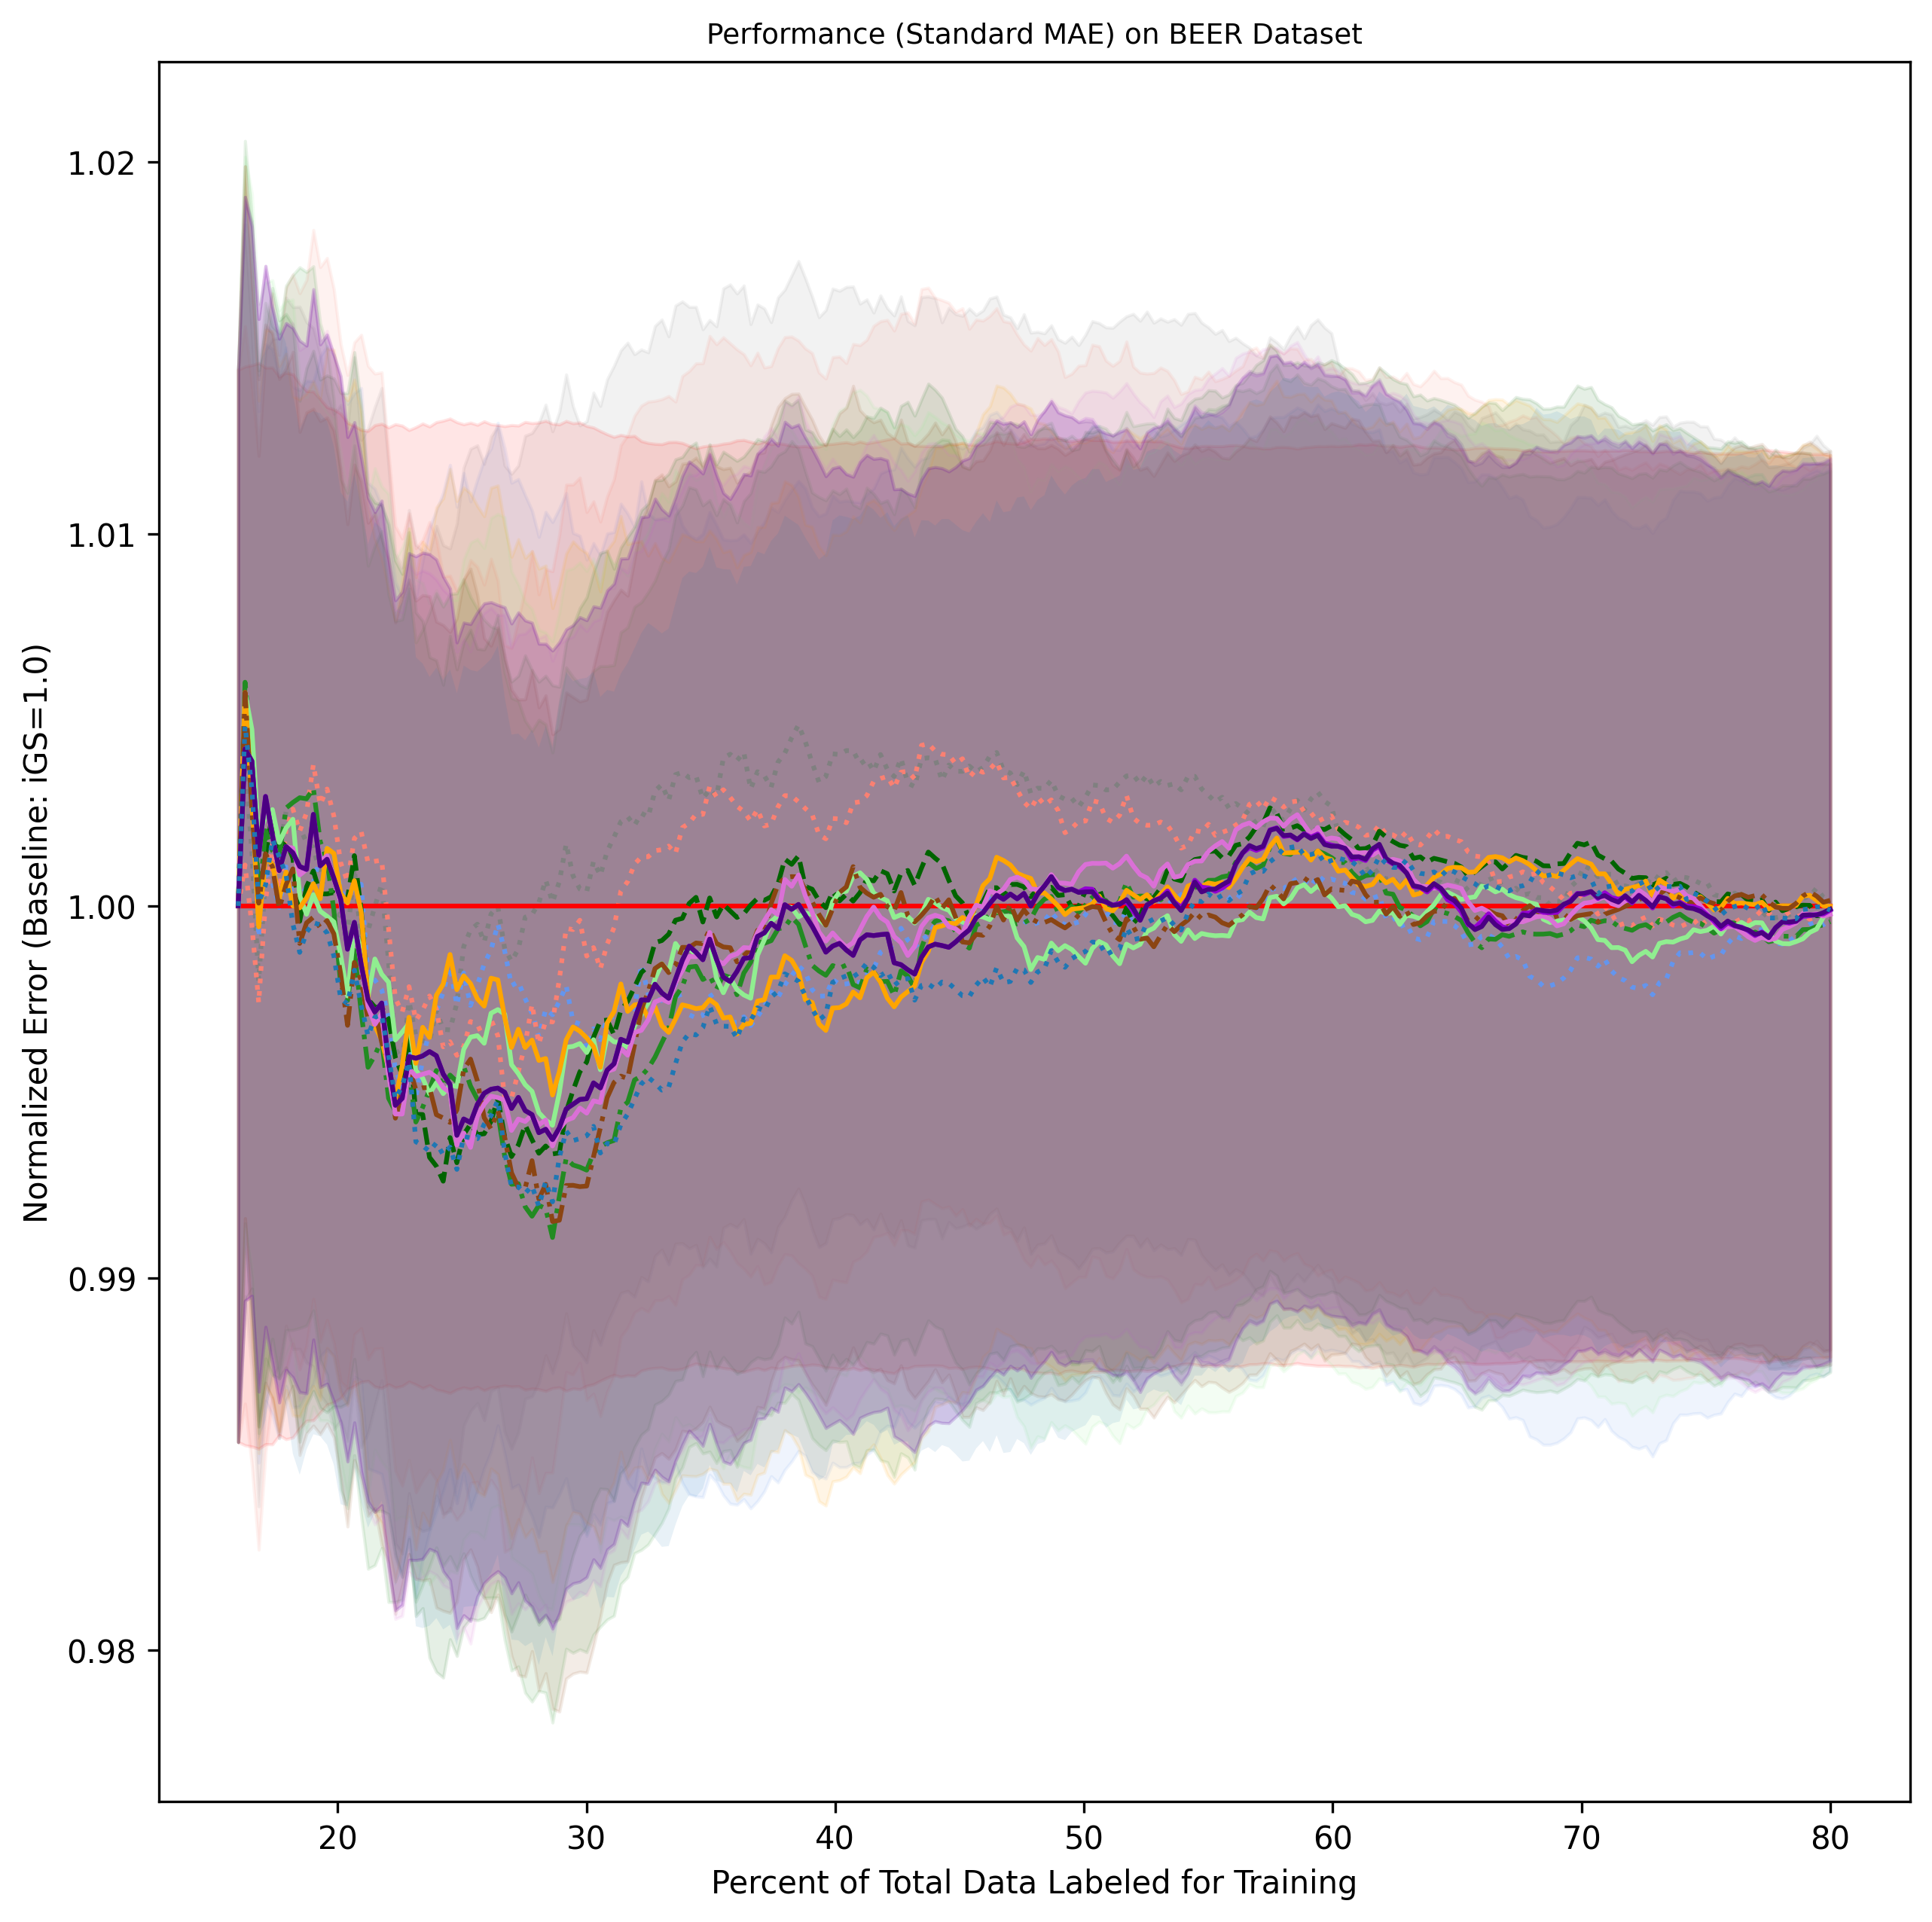 Performance (Standard MAE) on BEER Dataset
Normalized Error (Baseline: iGS=1.0)
1.02
1.01
1.00
0.99
0.98
20 30 40 50 60 70 80
Percent of Total Data Labeled for Training